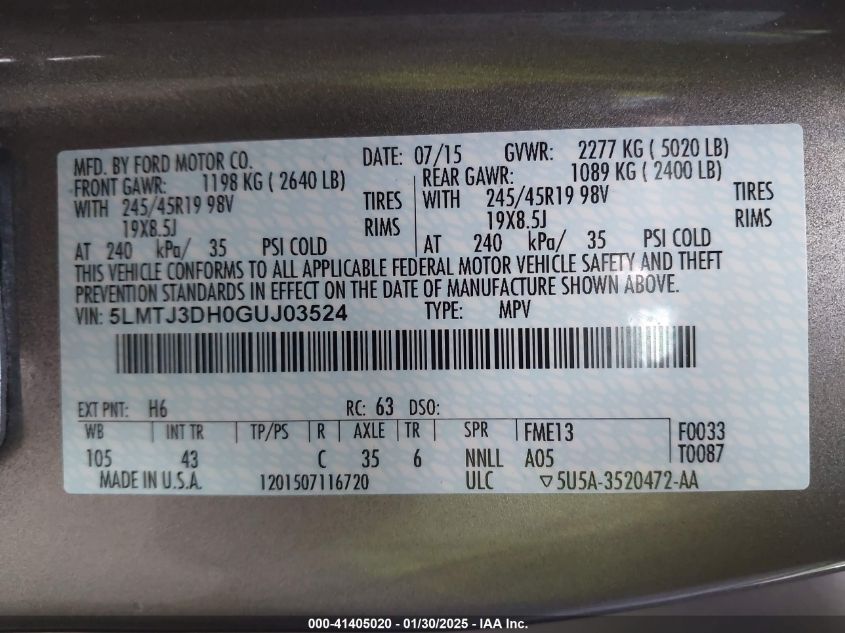 MFD. BY FORD MOTOR CO. DATE: 07/15 GVWR: 2277 KG ( 5020 LB)
FRONT GAWR: 1198 KG ( 2640 LB) REAR GAWR: 1089 KG ( 2400 LB)
WITH 245/45R19 98V TIRES WITH 245/45R19 98V TIRES
19X8.5J RIMS 19X8.5J RIMS
AT 240 kPa/ 35 PSI COLD AT 240 kPa/ 35 PSI COLD
THIS VEHICLE CONFORMS TO ALL APPLICABLE FEDERAL MOTOR VEHICLE SAFETY AND THEFT
PREVENTION STANDARDS IN EFFECT ON THE DATE OF MANUFACTURE SHOWN ABOVE.
VIN: 5LMTJ3DH0GUJ03524 TYPE: MPV
EXT PNT: H6 RC: 63 DSO:
WB INT TR TP/PS R AXLE TR SPR FME13 F0033
105 43 C 35 6 NNLL A05 T0087
MADE IN U.S.A. 1201507116720 ULC ▽5U5A-3520472-AA
000-41405020 - 01/30/2025 - IAA Inc.